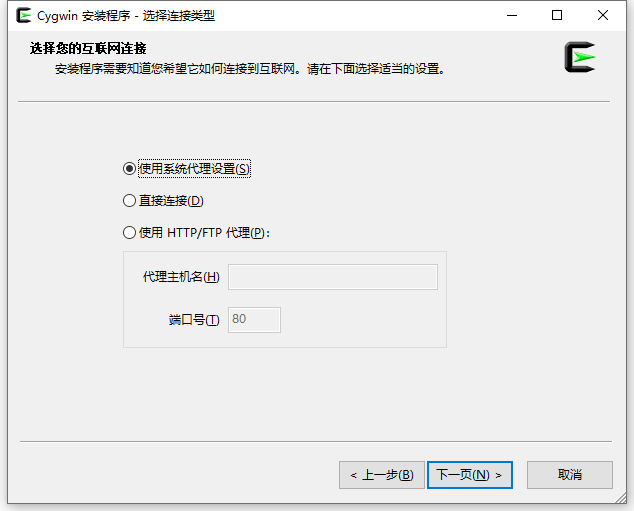 Cygwin 安装程序 - 选择连接类型
选择您的互联网连接
安装程序需要知道您希望它如何连接到互联网。请在下面选择适当的设置。
使用系统代理设置(S)
直接连接(D)
使用 HTTP/FTP 代理(P):
代理主机名(H)
端口号(T) 80
< 上一步(B) 下一页(N) > 取消